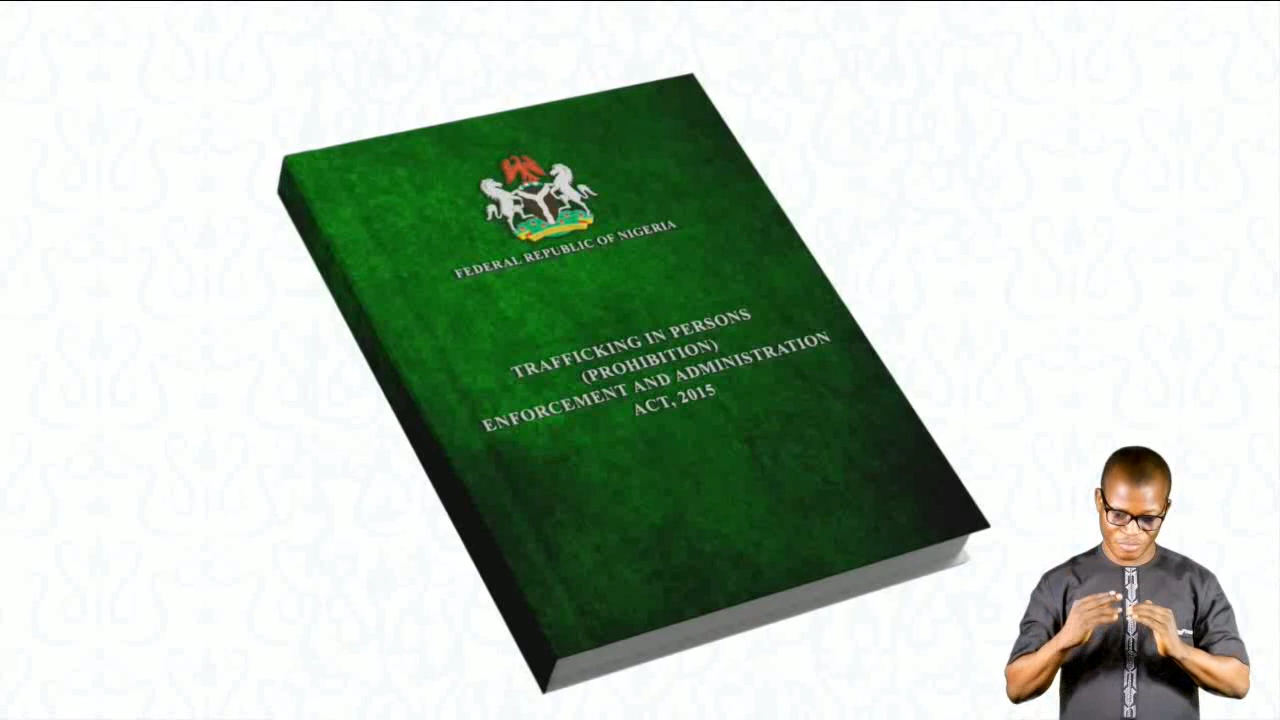 FEDERAL REPUBLIC OF NIGERIA
TRAFFICKING IN PERSONS
(PROHIBITION)
ENFORCEMENT AND ADMINISTRATION
ACT, 2015